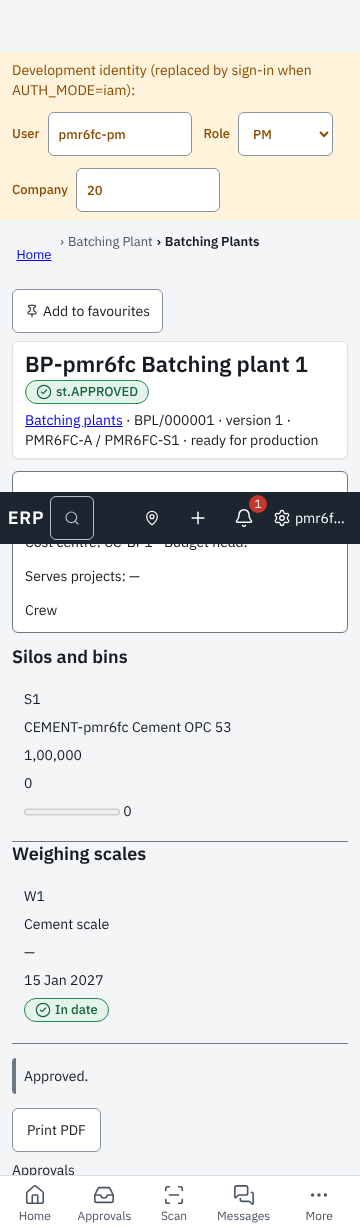 Development identity (replaced by sign-in when
AUTH_MODE=iam):
User pmr6fc-pm Role PM
Company 20
Home › Batching Plant › Batching Plants
Add to favourites
BP-pmr6fc Batching plant 1
st.APPROVED
Batching plants · BPL/000001 · version 1 ·
PMR6FC-A / PMR6FC-S1 · ready for production
ERP 1 pmr6f...
Serves projects: —
Crew
Silos and bins
S1
CEMENT-pmr6fc Cement OPC 53
1,00,000
0
0
Weighing scales
W1
Cement scale
—
15 Jan 2027
In date
Approved.
Print PDF
Approvals
Home Approvals Scan Messages More